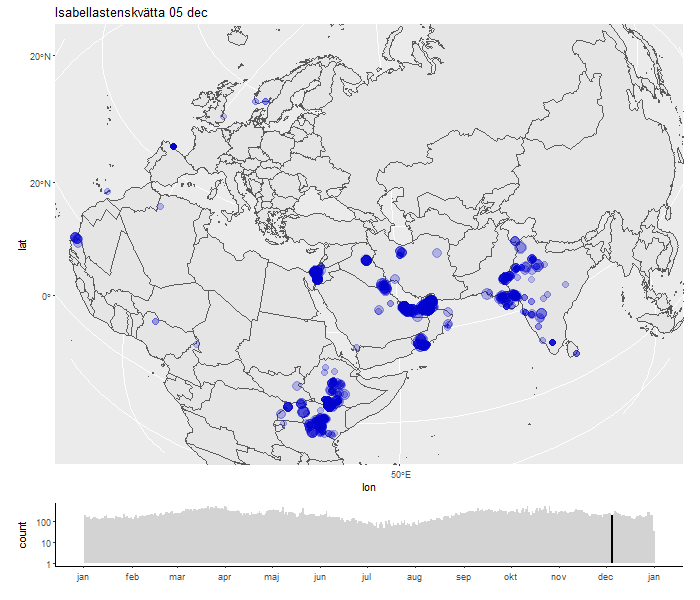 Isabellastenskvätta 05 dec
20°N
20°N
0°
lat
50°E
lon
count
100
10
1
jan feb mar apr maj jun jul aug sep okt nov dec jan